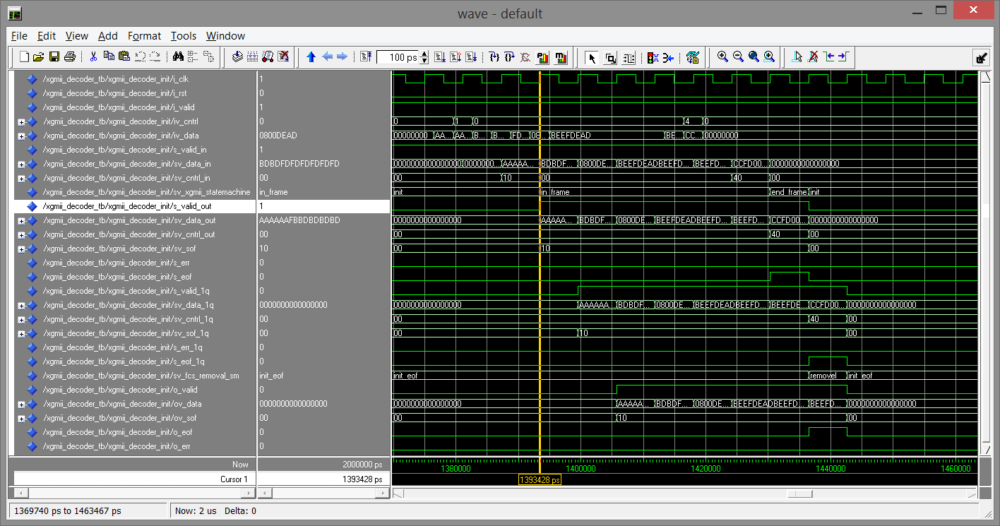 wave - default
File Edit View Add Format Tools Window
100 ps
/xgmii_decoder_tb/xgmii_decoder_init/i_clk 1
/xgmii_decoder_tb/xgmii_decoder_init/i_rst 0
/xgmii_decoder_tb/xgmii_decoder_init/i_valid 1
/xgmii_decoder_tb/xgmii_decoder_init/iv_cntrl 0 0 1 0 4 0
/xgmii_decoder_tb/xgmii_decoder_init/iv_data 0800DEAD 00000000 AA... AA... B... B... FD... 08... BEEFDEAD BE... CC... 00000000
/xgmii_decoder_tb/xgmii_decoder_init/s_valid_in 1
/xgmii_decoder_tb/xgmii_decoder_init/sv_data_in BDBDFDFDFDFDFDFD 0000000000000000 0000000... AAAAA... BDBDF... 0800DE... BEEFDEADBEEFD... BEEFD... CCFD00... 0000000000000000
/xgmii_decoder_tb/xgmii_decoder_init/sv_cntrl_in 00 00 10 00 40 00
/xgmii_decoder_tb/xgmii_decoder_init/sv_xgmii_statemachine in_frame init in_frame end_frame init
/xgmii_decoder_tb/xgmii_decoder_init/s_valid_out 1
/xgmii_decoder_tb/xgmii_decoder_init/sv_data_out AAAAAAFBBDBDBDBD 0000000000000000 AAAAA... BDBDF... 0800DE... BEEFDEADBEEFD... BEEFD... CCFD00... 0000000000000000
/xgmii_decoder_tb/xgmii_decoder_init/sv_cntrl_out 00 00 40 00
/xgmii_decoder_tb/xgmii_decoder_init/sv_sof 10 00 10 00
/xgmii_decoder_tb/xgmii_decoder_init/s_err 0
/xgmii_decoder_tb/xgmii_decoder_init/s_eof 0
/xgmii_decoder_tb/xgmii_decoder_init/s_valid_1q 0
/xgmii_decoder_tb/xgmii_decoder_init/sv_data_1q 0000000000000000 0000000000000000 AAAAAA... BDBDF... 0800DE... BEEFDEADBEEFD... BEEFDE... CCFD00... 0000000000000000
/xgmii_decoder_tb/xgmii_decoder_init/sv_cntrl_1q 00 00 40 00
/xgmii_decoder_tb/xgmii_decoder_init/sv_sof_1q 00 00 10 00
/xgmii_decoder_tb/xgmii_decoder_init/s_err_1q 0
/xgmii_decoder_tb/xgmii_decoder_init/s_eof_1q 0
/xgmii_decoder_tb/xgmii_decoder_init/sv_fcs_removal_sm init_eof init_eof removel init_eof
/xgmii_decoder_tb/xgmii_decoder_init/o_valid 0
/xgmii_decoder_tb/xgmii_decoder_init/ov_data 0000000000000000 0000000000000000 AAAAA... BDBDF... 0800DE... BEEFDEADBEEFD... BEEFD... 0000000000000000
/xgmii_decoder_tb/xgmii_decoder_init/ov_sof 00 00 10 00
/xgmii_decoder_tb/xgmii_decoder_init/o_eof 0
/xgmii_decoder_tb/xgmii_decoder_init/o_err 0
Now 2000000 ps 1380000 1400000 1420000 1440000 1460000
Cursor 1 1393428 ps 1393428 ps
1369740 ps to 1463467 ps Now: 2 us Delta: 0